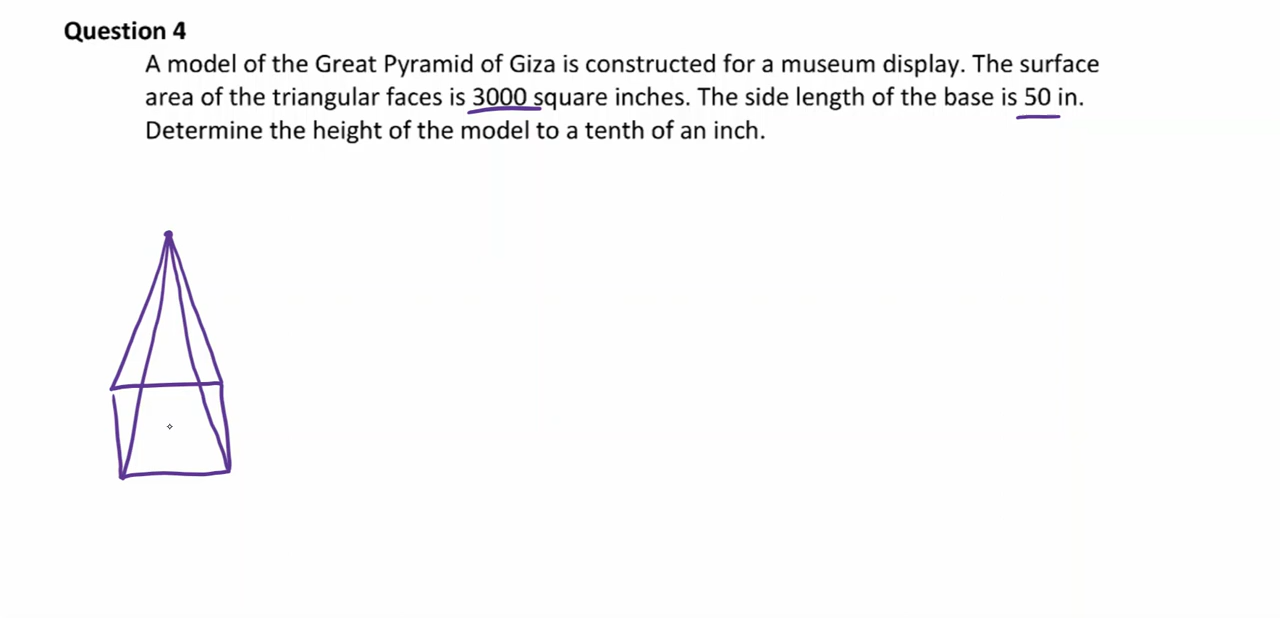 Question 4
A model of the Great Pyramid of Giza is constructed for a museum display. The surface
area of the triangular faces is 3000 square inches. The side length of the base is 50 in.
Determine the height of the model to a tenth of an inch.